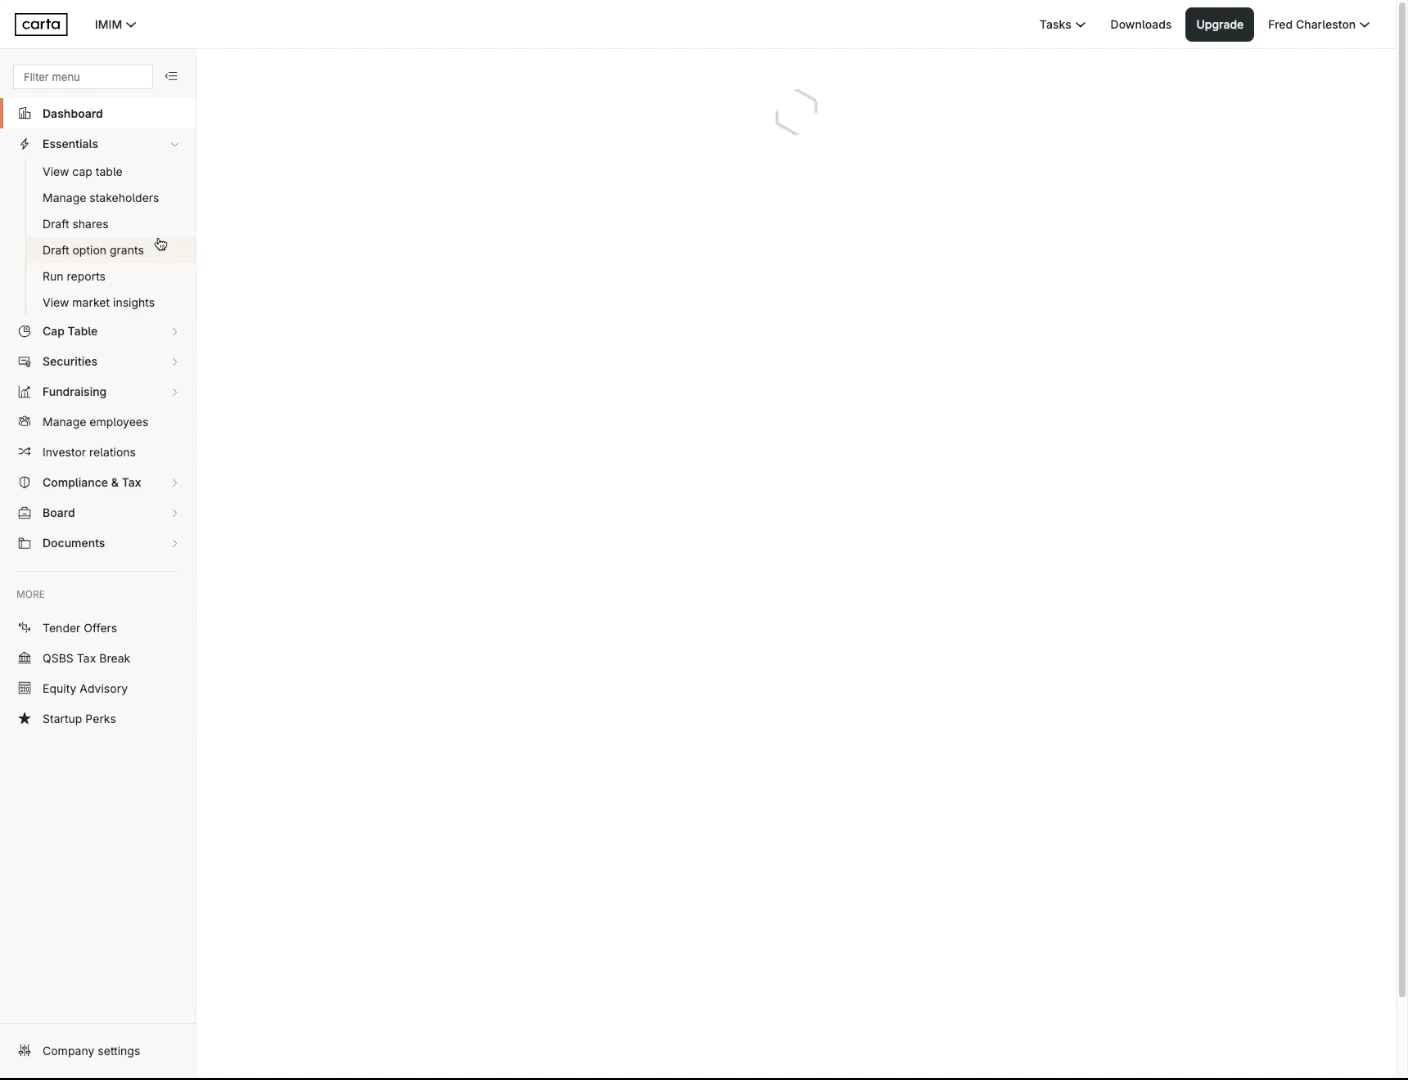 carta
IMIM
Tasks
Downloads
Upgrade
Fred Charleston
Filter menu
Dashboard
Essentials
View cap table
Manage stakeholders
Draft shares
Draft option grants
Run reports
View market insights
Cap Table
Securities
Fundraising
Manage employees
Investor relations
Compliance & Tax
Board
Documents
MORE
Tender Offers
QSBS Tax Break
Equity Advisory
Startup Perks
Company settings